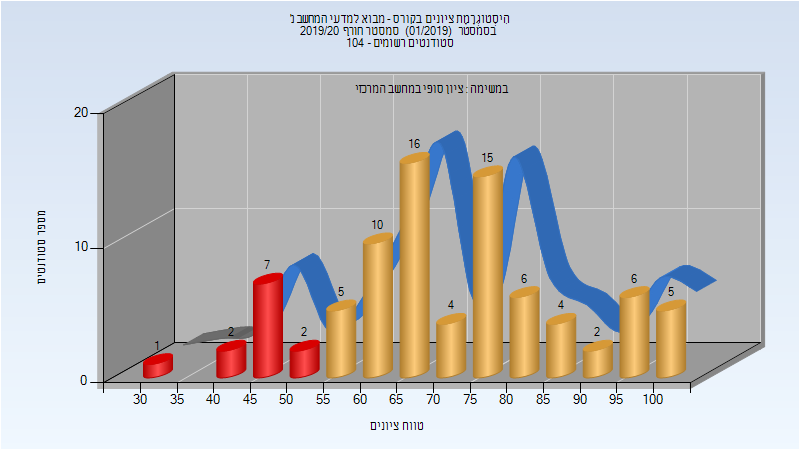 היסטוגרמת ציונים בקורס - מבוא למדעי המחשב נ'
בסמסטר (01/2019) סמסטר חורף 2019/20
סטודנטים רשומים - 104
במשימה : ציון סופי במחשב המרכזי
מספר סטודנטים
20
10
0
1
2
7
2
5
10
16
4
15
6
4
2
6
5
30 35 40 45 50 55 60 65 70 75 80 85 90 95 100
טווח ציונים